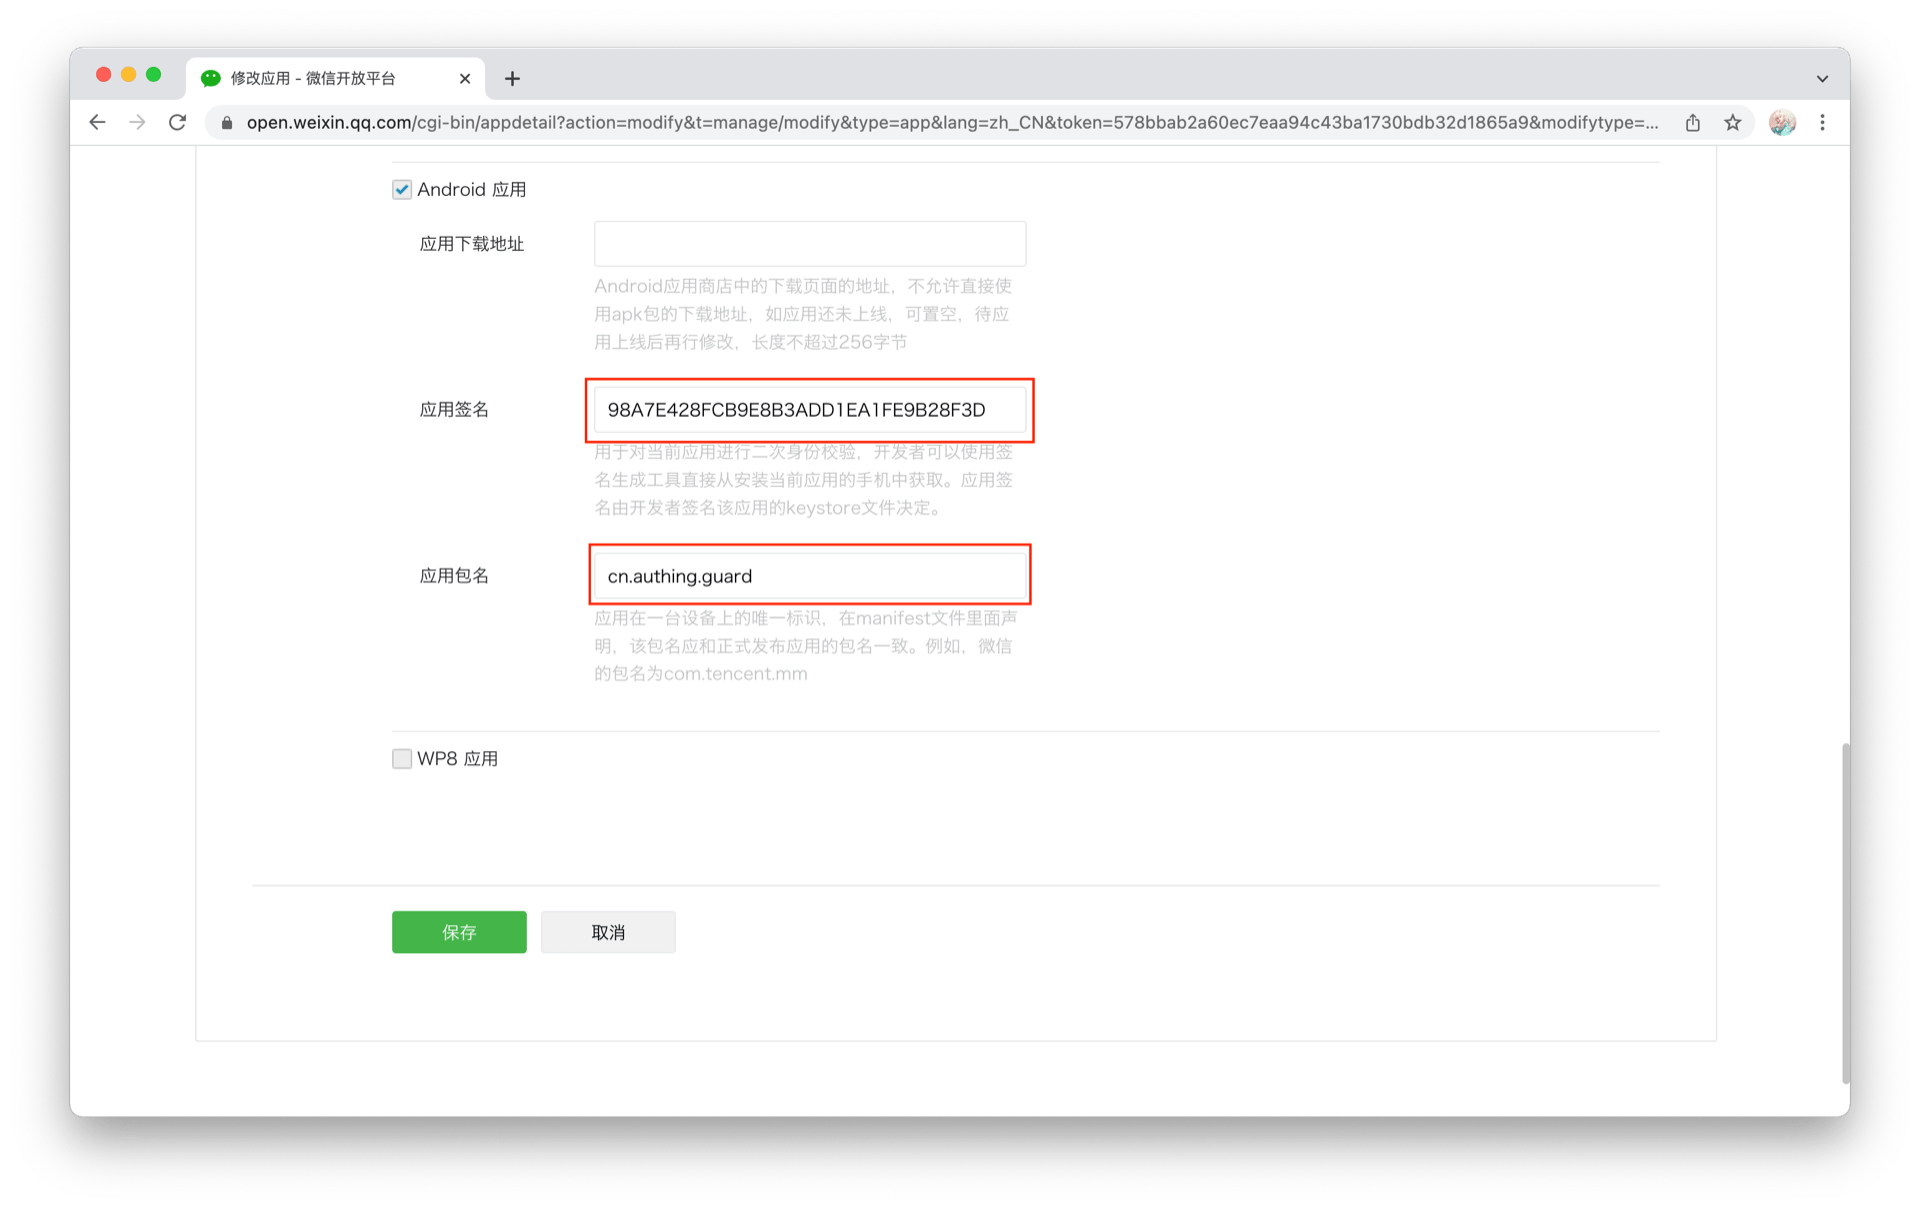 修改应用 - 微信开放平台
open.weixin.qq.com/cgi-bin/appdetail?action=modify&t=manage/modify&type=app&lang=zh_CN&token=578bbab2a60ec7eaa94c43ba1730bdb32d1865a9&modifytype=...
Android 应用
应用下载地址
Android应用商店中的下载页面的地址，不允许直接使
用apk包的下载地址，如应用还未上线，可置空，待应
用上线后再行修改，长度不超过256字节
应用签名
98A7E428FCB9E8B3ADD1EA1FE9B28F3D
用于对当前应用进行二次身份校验，开发者可以使用签
名生成工具直接从安装当前应用的手机中获取。应用签
名由开发者签名该应用的keystore文件决定。
应用包名
cn.authing.guard
应用在一台设备上的唯一标识，在manifest文件里面声
明，该包名应和正式发布应用的包名一致。例如，微信
的包名为com.tencent.mm
WP8 应用
保存
取消